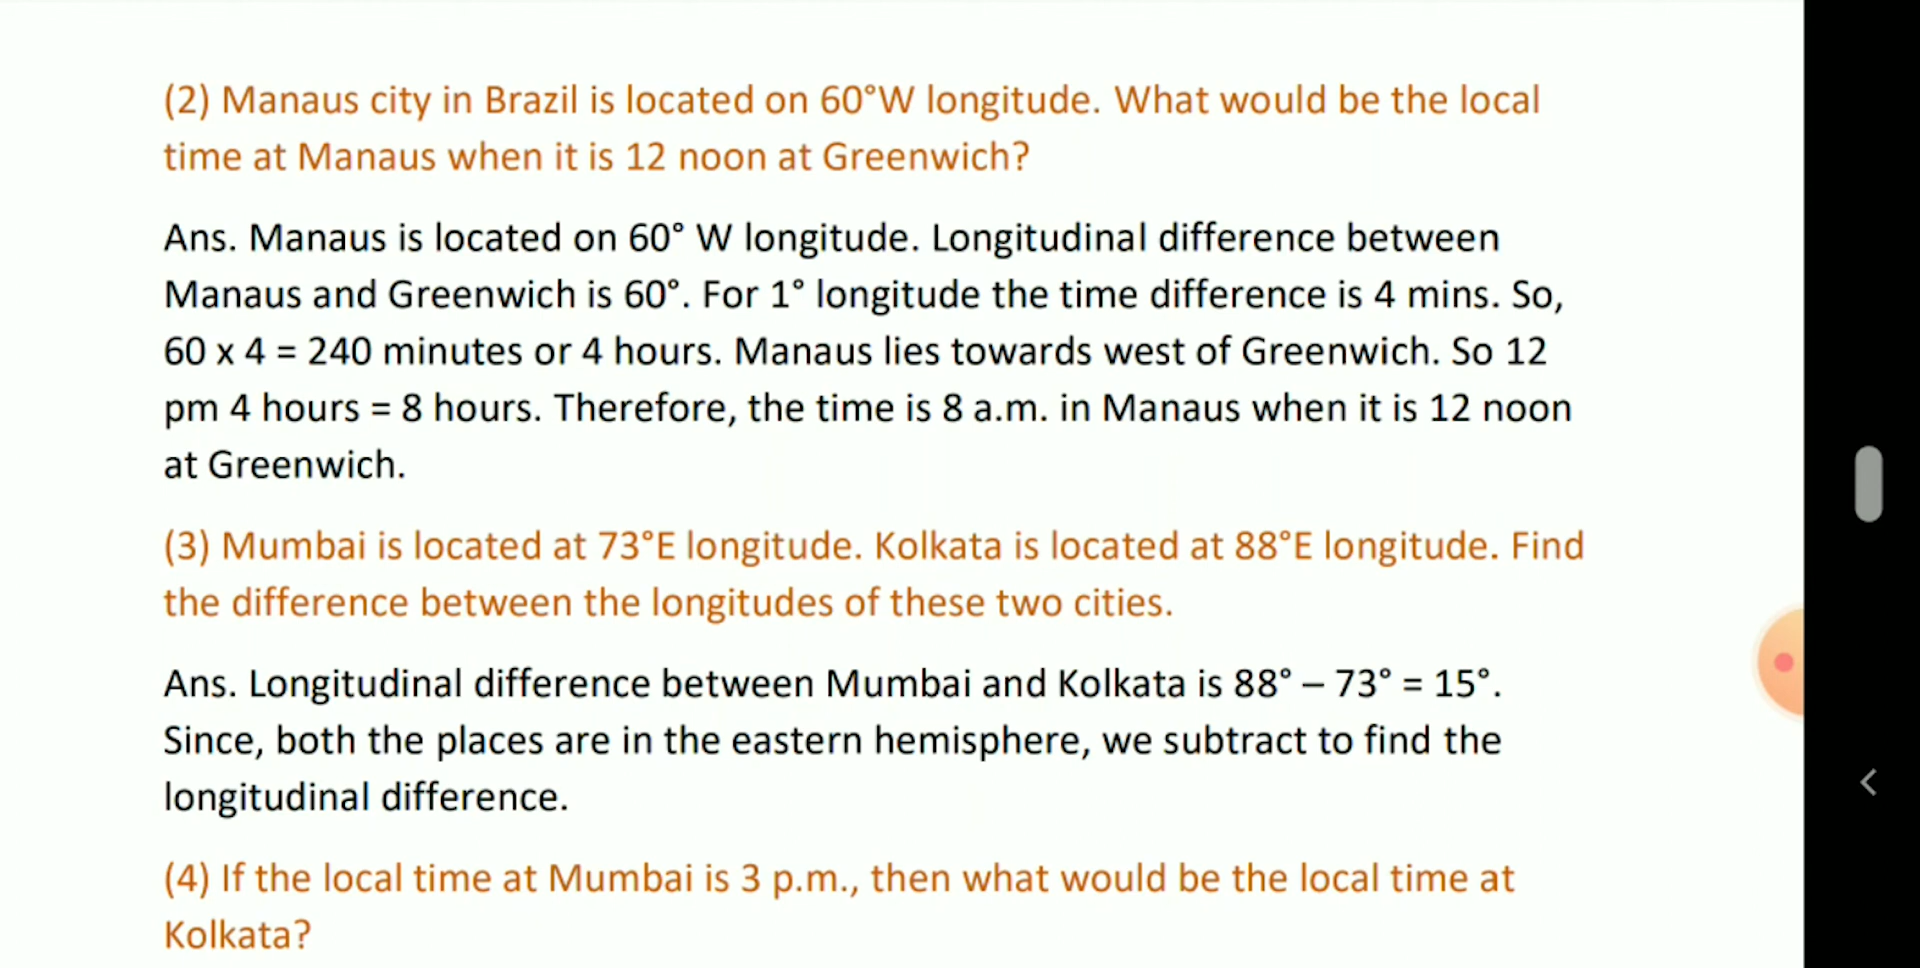 (2) Manaus city in Brazil is located on 60°W longitude. What would be the local
time at Manaus when it is 12 noon at Greenwich?
Ans. Manaus is located on 60° W longitude. Longitudinal difference between
Manaus and Greenwich is 60°. For 1° longitude the time difference is 4 mins. So,
60 x 4 = 240 minutes or 4 hours. Manaus lies towards west of Greenwich. So 12
pm 4 hours = 8 hours. Therefore, the time is 8 a.m. in Manaus when it is 12 noon
at Greenwich.
(3) Mumbai is located at 73°E longitude. Kolkata is located at 88°E longitude. Find
the difference between the longitudes of these two cities.
Ans. Longitudinal difference between Mumbai and Kolkata is 88° – 73° = 15°.
Since, both the places are in the eastern hemisphere, we subtract to find the
longitudinal difference.
(4) If the local time at Mumbai is 3 p.m., then what would be the local time at
Kolkata?